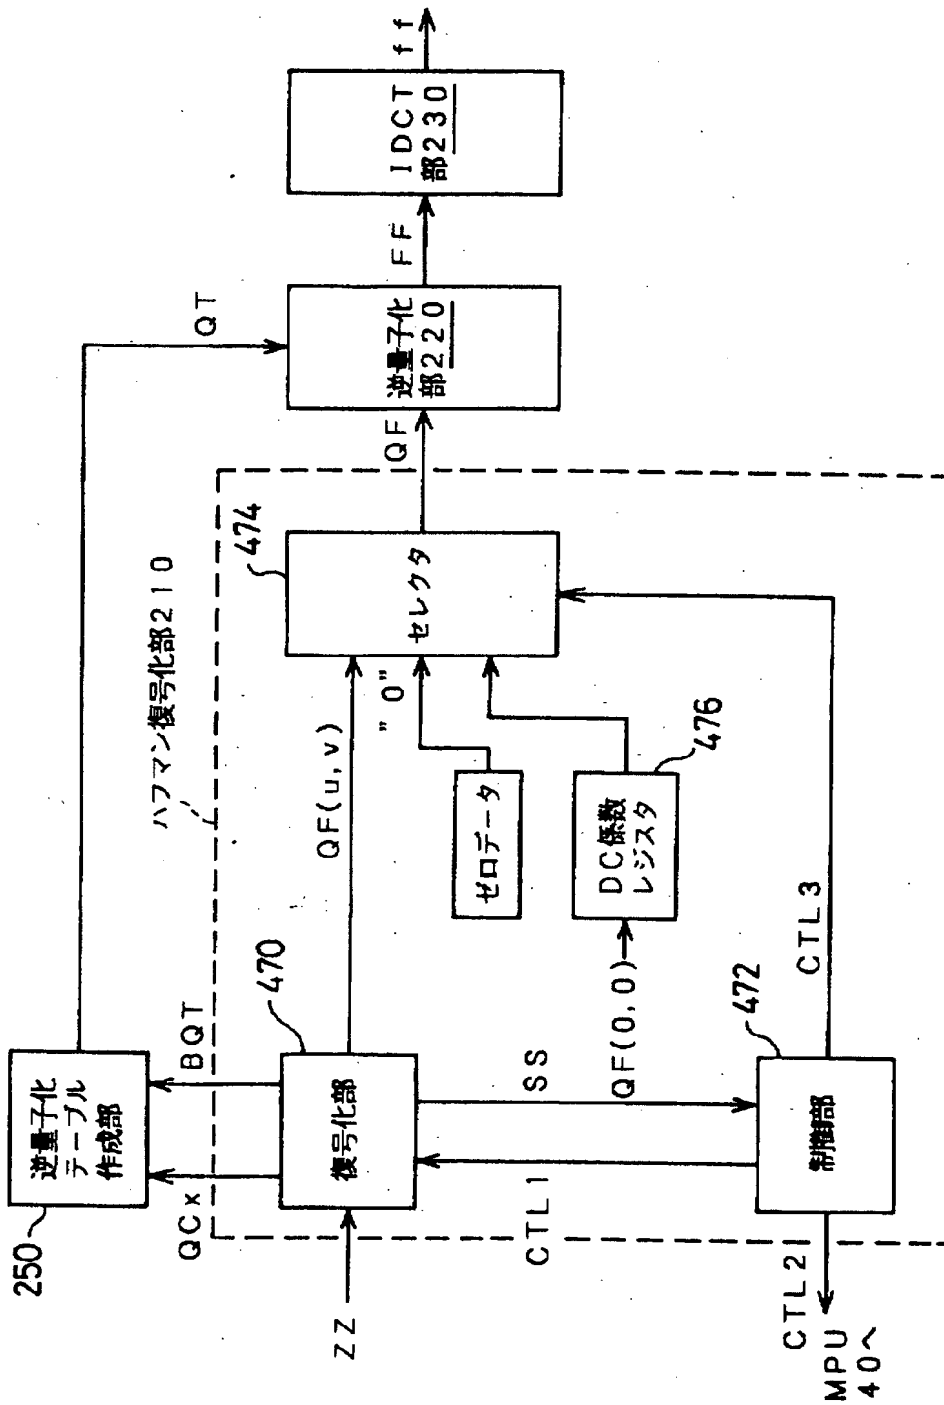 250
逆量子化
テーブル
作成部
QCx
BQT
QT
ハフマン復号化部210
ZZ
470
復号化部
QF(u,v)
"0"
ゼロデータ
474
セレクタ
QF
逆量子化
部220
FF
IDCT
部230
ff
QF(0,0)
DC係数
レジスタ
476
CTL1
SS
472
制御部
CTL3
CTL2
MPU
40へ